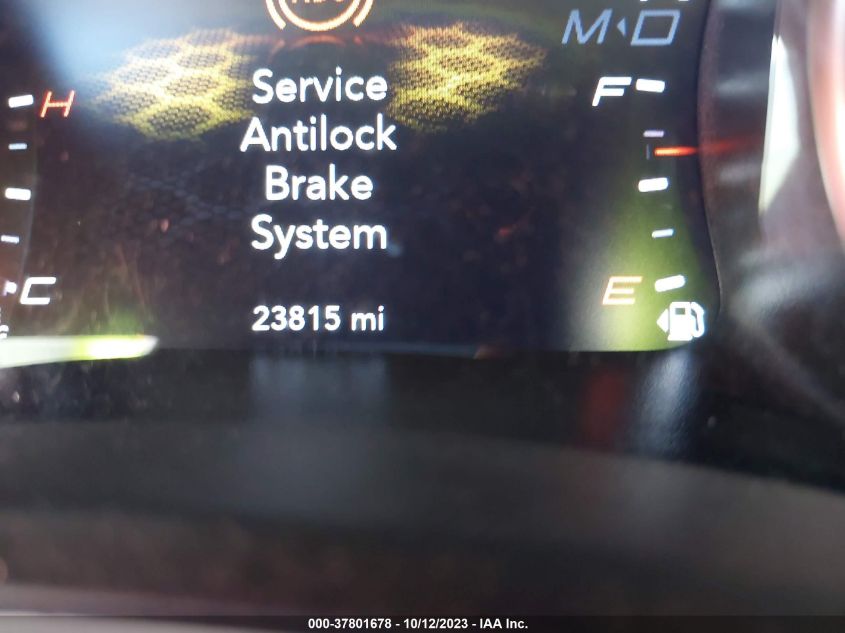 M D
Service
H
F
Antilock
Brake
System
C
E
23815 mi
000-37801678 - 10/12/2023 - IAA Inc.